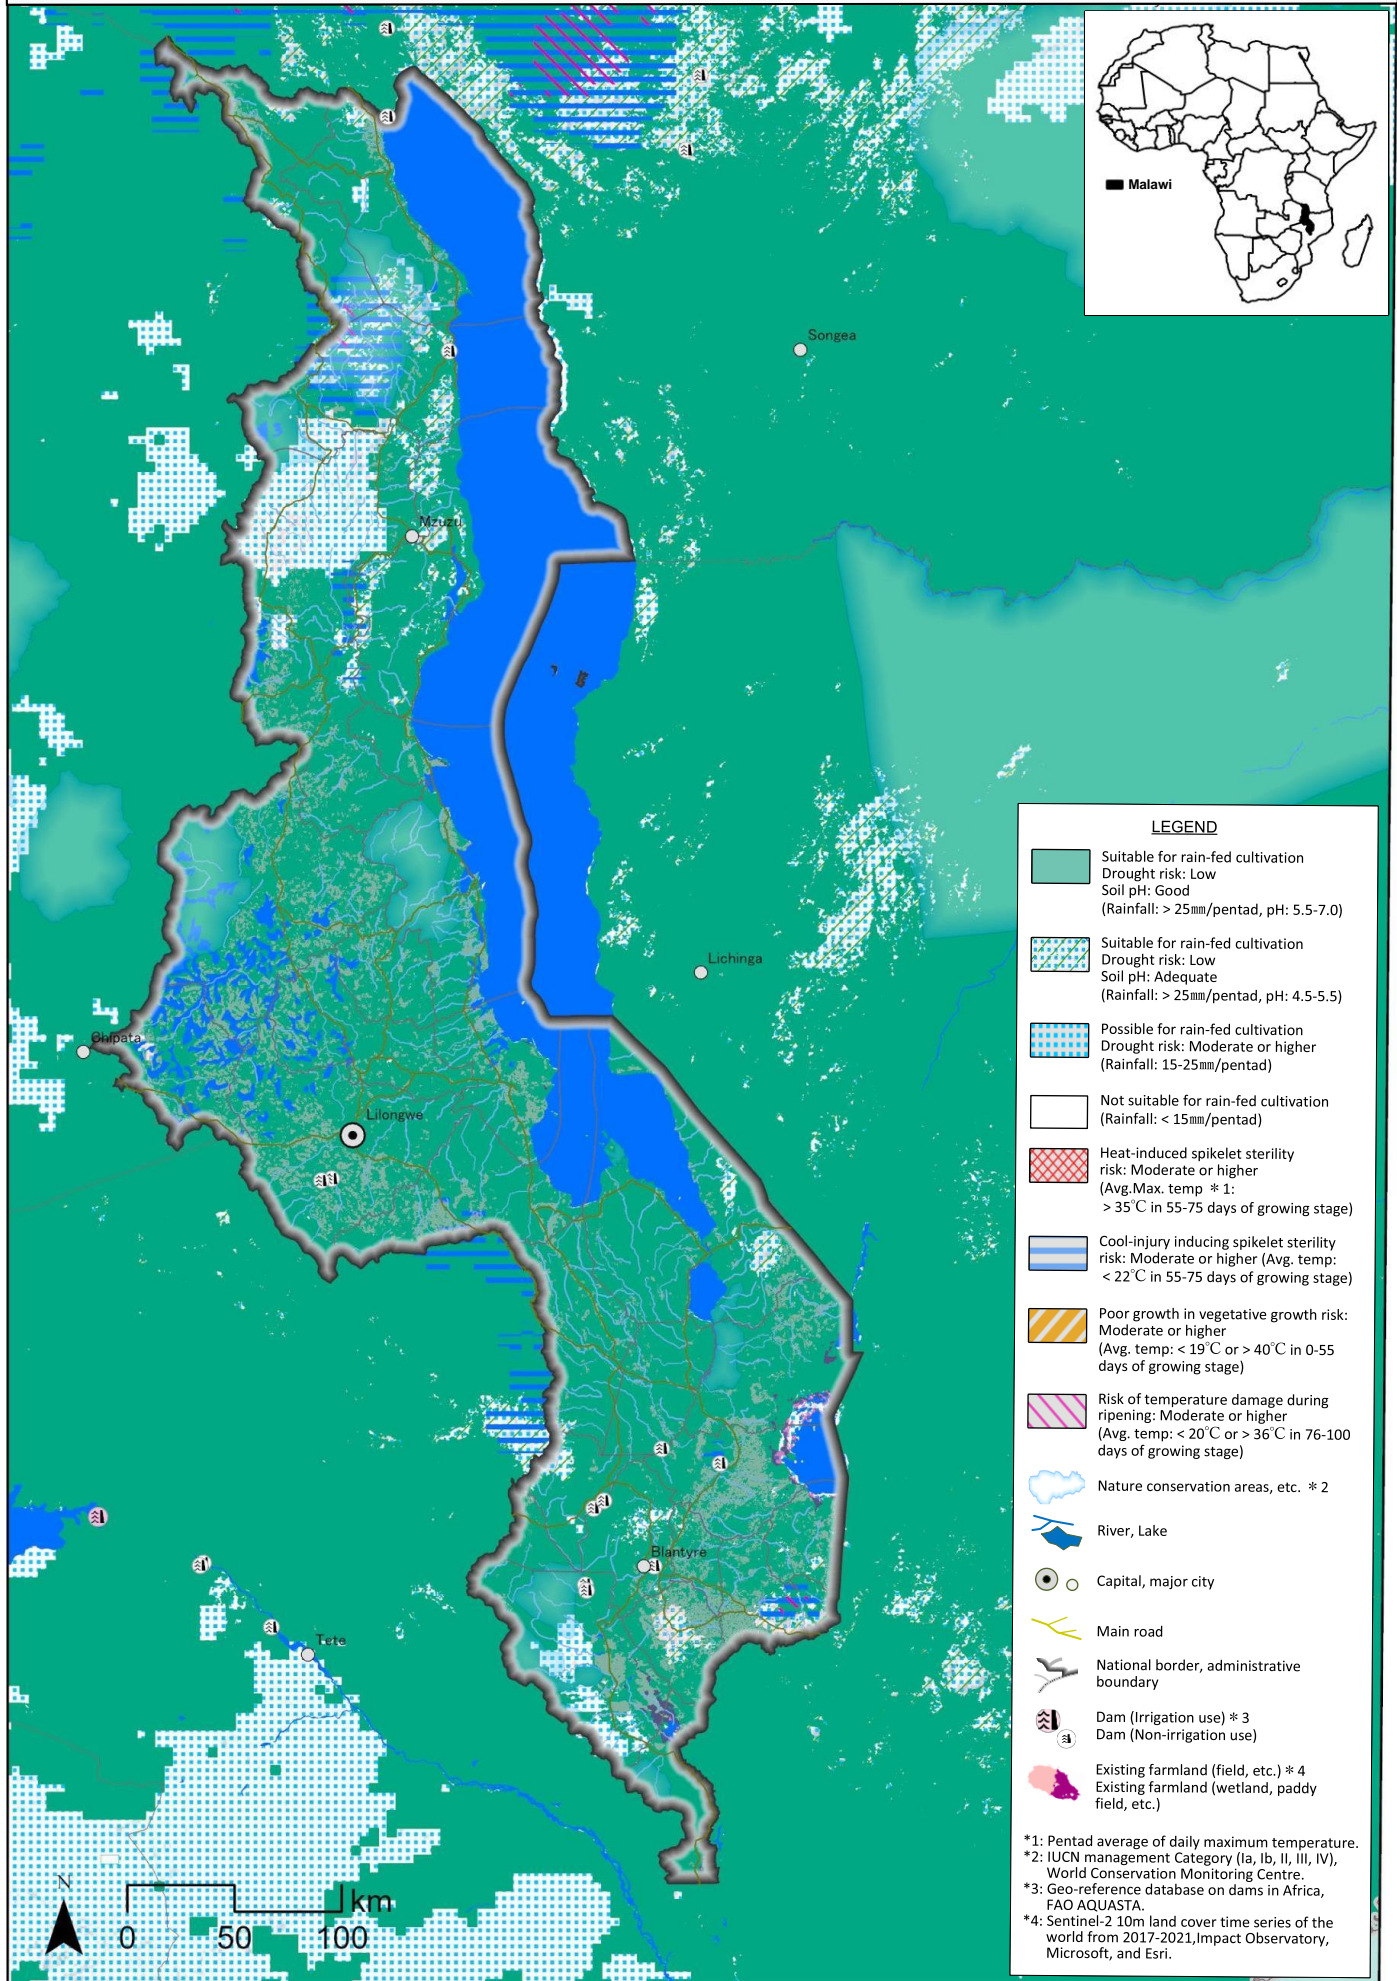 Malawi
Songea
Mzuzu
Lichinga
Chipata
Lilongwe
Blantyre
Tete
N
km
0 50 100
LEGEND
Suitable for rain-fed cultivation
Drought risk: Low
Soil pH: Good
(Rainfall: > 25㎜/pentad, pH: 5.5-7.0)
Suitable for rain-fed cultivation
Drought risk: Low
Soil pH: Adequate
(Rainfall: > 25㎜/pentad, pH: 4.5-5.5)
Possible for rain-fed cultivation
Drought risk: Moderate or higher
(Rainfall: 15-25㎜/pentad)
Not suitable for rain-fed cultivation
(Rainfall: < 15㎜/pentad)
Heat-induced spikelet sterility
risk: Moderate or higher
(Avg.Max. temp ＊1:
> 35℃ in 55-75 days of growing stage)
Cool-injury inducing spikelet sterility
risk: Moderate or higher (Avg. temp:
< 22℃ in 55-75 days of growing stage)
Poor growth in vegetative growth risk:
Moderate or higher
(Avg. temp: < 19℃ or > 40℃ in 0-55
days of growing stage)
Risk of temperature damage during
ripening: Moderate or higher
(Avg. temp: < 20℃ or > 36℃ in 76-100
days of growing stage)
Nature conservation areas, etc. ＊2
River, Lake
Capital, major city
Main road
National border, administrative
boundary
Dam (Irrigation use)＊3
Dam (Non-irrigation use)
Existing farmland (field, etc.)＊4
Existing farmland (wetland, paddy
field, etc.)
*1: Pentad average of daily maximum temperature.
*2: IUCN management Category (Ia, Ib, II, III, IV),
World Conservation Monitoring Centre.
*3: Geo-reference database on dams in Africa,
FAO AQUASTA.
*4: Sentinel-2 10m land cover time series of the
world from 2017-2021,Impact Observatory,
Microsoft, and Esri.